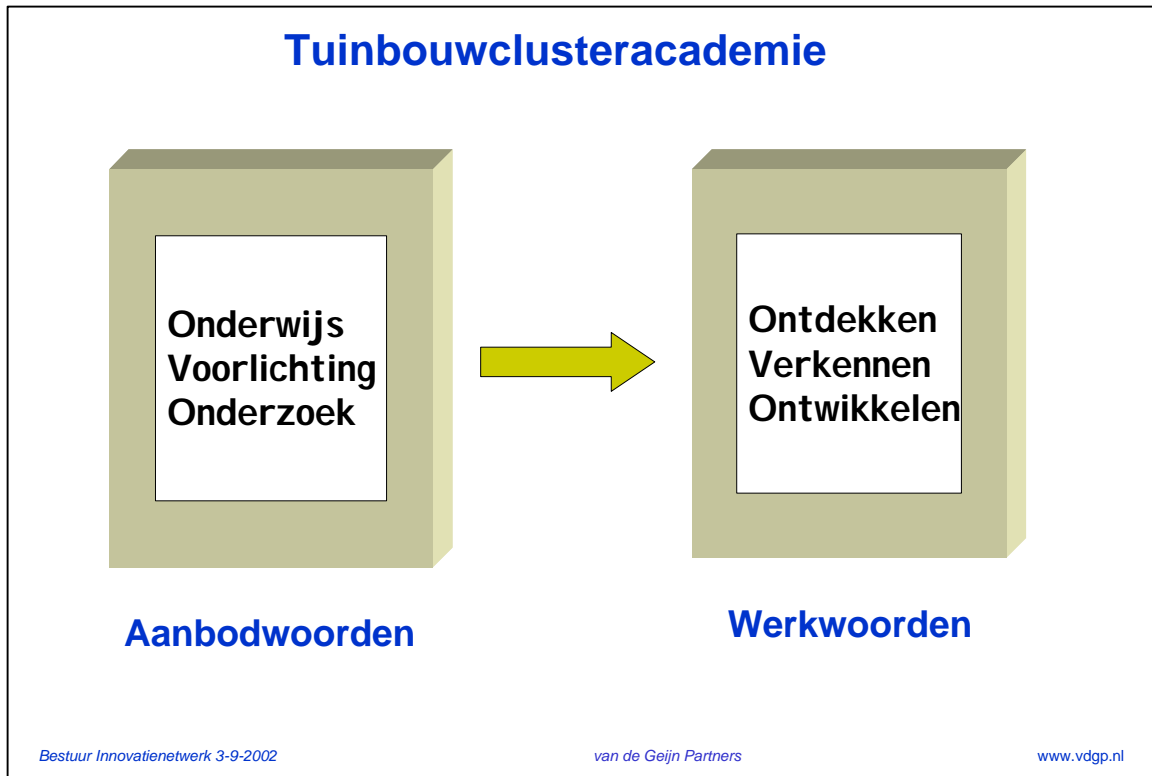 Tuinbouwclusteracademie
Onderwijs
Voorlichting
Onderzoek
Ontdekken
Verkennen
Ontwikkelen
Aanbodwoorden
Werkwoorden
Bestuur Innovatienetwerk 3-9-2002
van de Geijn Partners
www.vdgp.nl